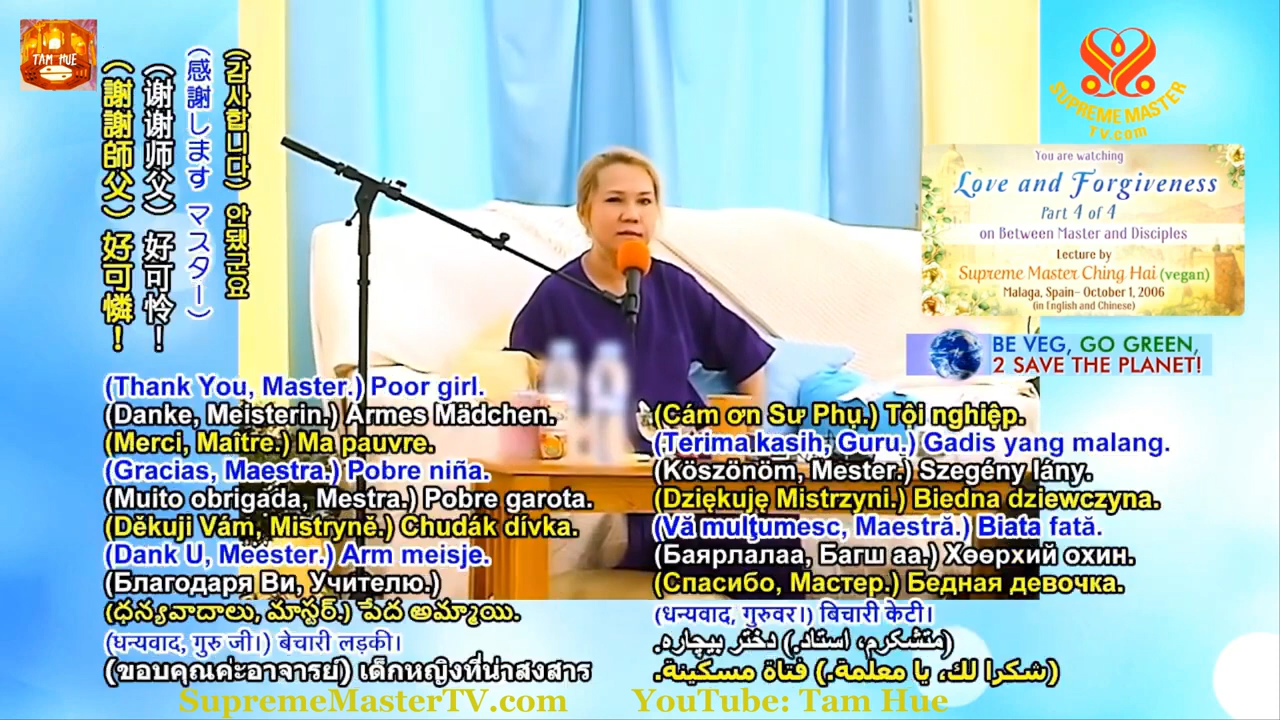 TAM HUE
(감사합니다) 안됐군요
(感謝します マスター)
(谢谢师父) 好可怜！
(謝謝師父) 好可憐！
SUPREME MASTER
TV.com
You are watching
Love and Forgiveness
Part 4 of 4
on Between Master and Disciples
Lecture by
Supreme Master Ching Hai (vegan)
Malaga, Spain– October 1, 2006
(in English and Chinese)
BE VEG, GO GREEN,
2 SAVE THE PLANET!
(Thank You, Master.) Poor girl.
(Danke, Meisterin.) Armes Mädchen.
(Merci, Maître.) Ma pauvre.
(Gracias, Maestra.) Pobre niña.
(Muito obrigada, Mestra.) Pobre garota.
(Děkuji Vám, Mistryně.) Chudák dívka.
(Dank U, Meester.) Arm meisje.
(Благодаря Ви, Учителю.)
(ధన్యవాదాలు, మాస్టర్.) పేద అమ్మాయి.
(धन्यवाद, गुरु जी।) बेचारी लड़की।
(ขอบคุณค่ะอาจารย์) เด็กหญิงที่น่าสงสาร
(Cám ơn Sư Phụ.) Tội nghiệp.
(Terima kasih, Guru.) Gadis yang malang.
(Köszönöm, Mester.) Szegény lány.
(Dziękuję Mistrzyni.) Biedna dziewczyna.
(Vă mulţumesc, Maestră.) Biata fată.
(Баярлалаа, Багш аа.) Хөөрхий охин.
(Спасибо, Мастер.) Бедная девочка.
(धन्यवाद, गुरुवर।) बिचारी केटी।
(متشکرم، استاد.) دختر بیچاره.
(شكرا لك، يا معلمة.) فتاة مسكينة.
SupremeMasterTV.com
YouTube: Tam Hue